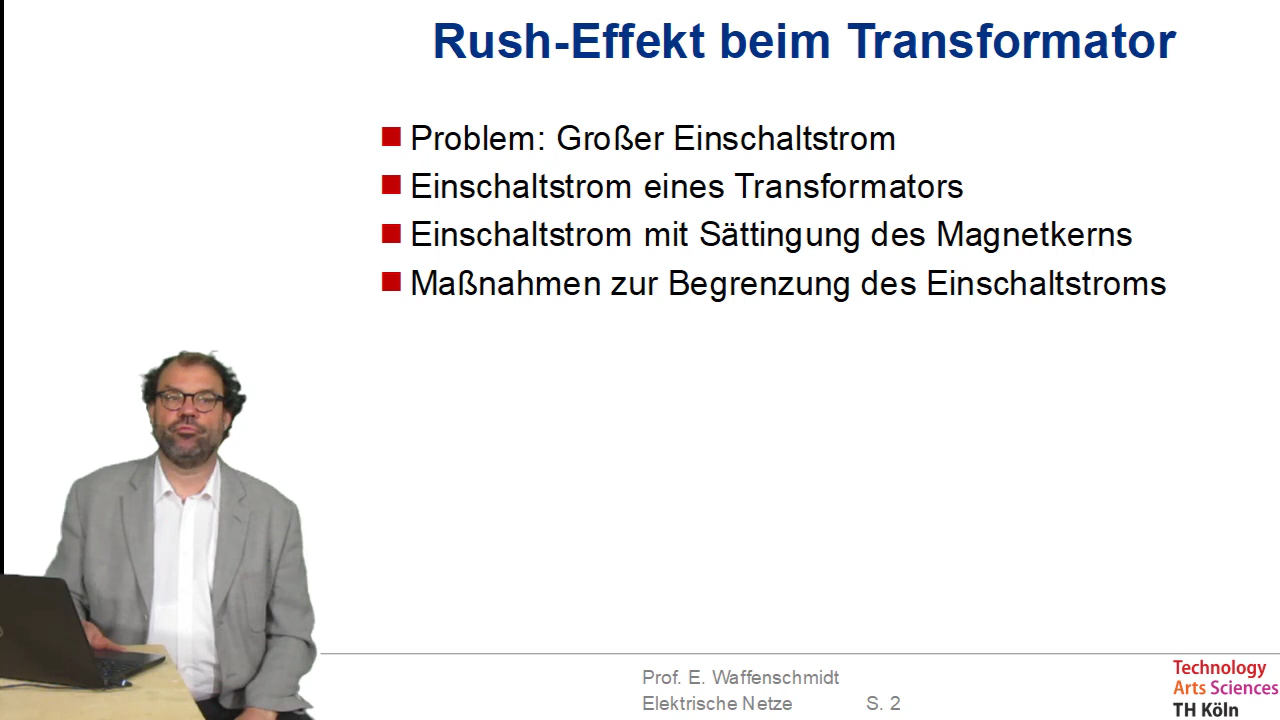 Rush-Effekt beim Transformator
Problem: Großer Einschaltstrom
Einschaltstrom eines Transformators
Einschaltstrom mit Sättingung des Magnetkerns
Maßnahmen zur Begrenzung des Einschaltstroms
Prof. E. Waffenschmidt
Elektrische Netze S. 2
Technology
Arts Sciences
TH Köln